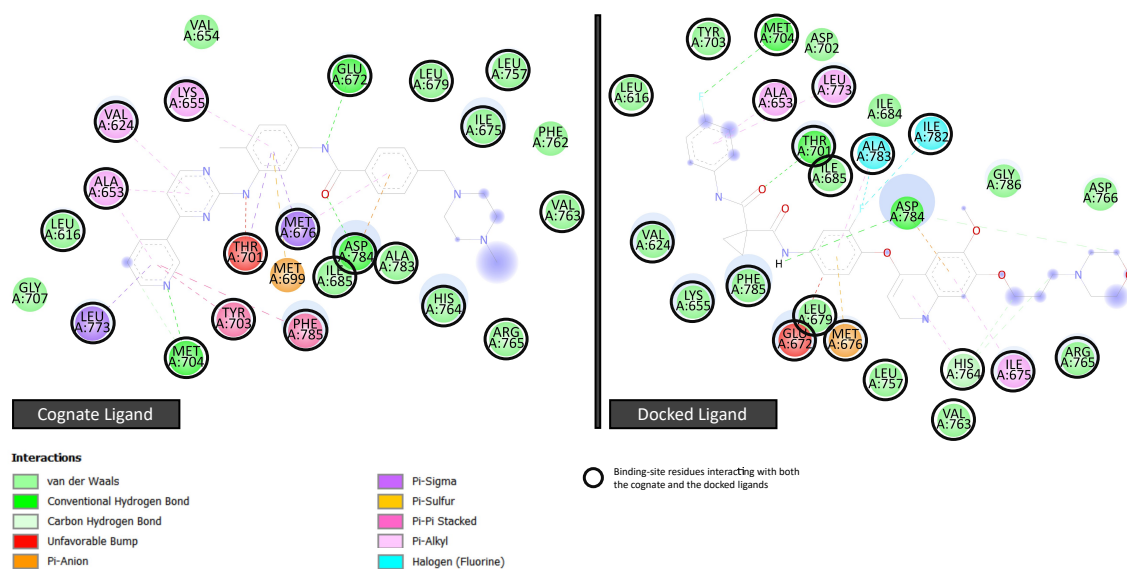 VAL
A:654
GLU
A:672
LEU
A:679
LEU
A:757
LYS
A:655
VAL
A:624
ILE
A:675
PHE
A:762
N
O
ALA
A:653
N
N
N
N
N
LEU
A:616
MET
A:676
VAL
A:763
THR
A:701
ASP
A:784
ALA
A:783
MET
A:699
ILE
A:685
GLY
A:707
N
LEU
A:773
TYR
A:703
PHE
A:785
HIS
A:764
ARG
A:765
MET
A:704
Cognate Ligand
TYR
A:703
MET
A:704
ASP
A:702
LEU
A:616
ALA
A:653
LEU
A:773
F
ILE
A:684
ILE
A:782
THR
A:701
ALA
A:783
ILE
A:685
GLY
A:786
ASP
A:766
N
O
O
F
ASP
A:784
VAL
A:624
O
N
H
PHE
A:785
O
O
N
O
LYS
A:655
LEU
A:679
N
GLU
A:672
MET
A:676
HIS
A:764
ILE
A:675
ARG
A:765
LEU
A:757
VAL
A:763
Docked Ligand
Interactions
van der Waals
Conventional Hydrogen Bond
Carbon Hydrogen Bond
Unfavorable Bump
Pi-Anion
Pi-Sigma
Pi-Sulfur
Pi-Pi Stacked
Pi-Alkyl
Halogen (Fluorine)
Binding-site residues interacting with both
the cognate and the docked ligands